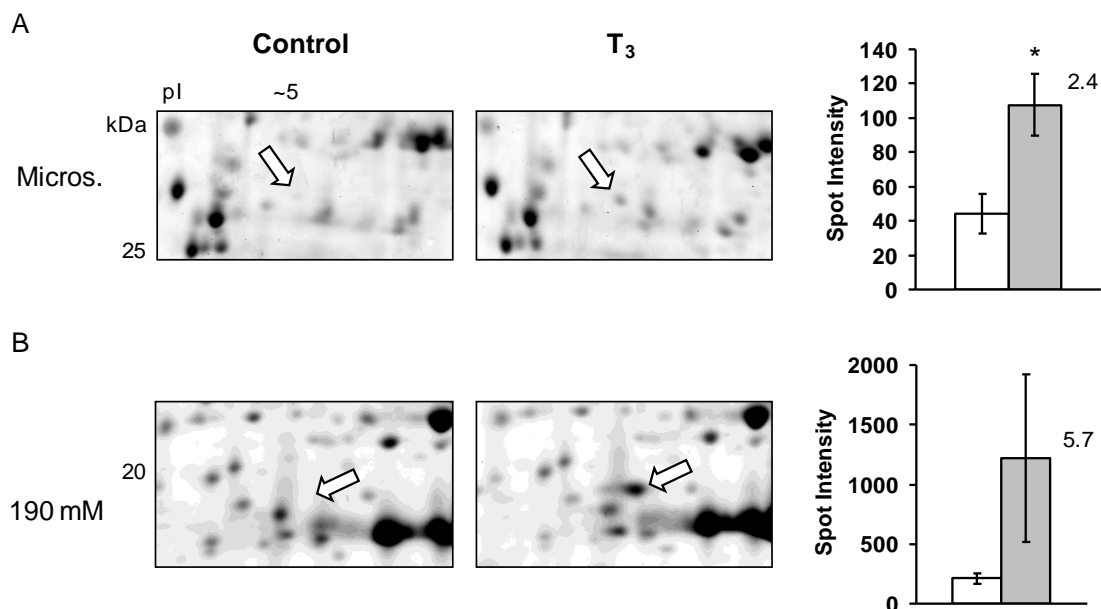 A
Control
T3
pI
~5
kDa
Micros.
25
Spot Intensity
140
120
100
80
60
40
20
0
*
2.4
B
20
190 mM
Spot Intensity
2000
1500
1000
500
0
5.7